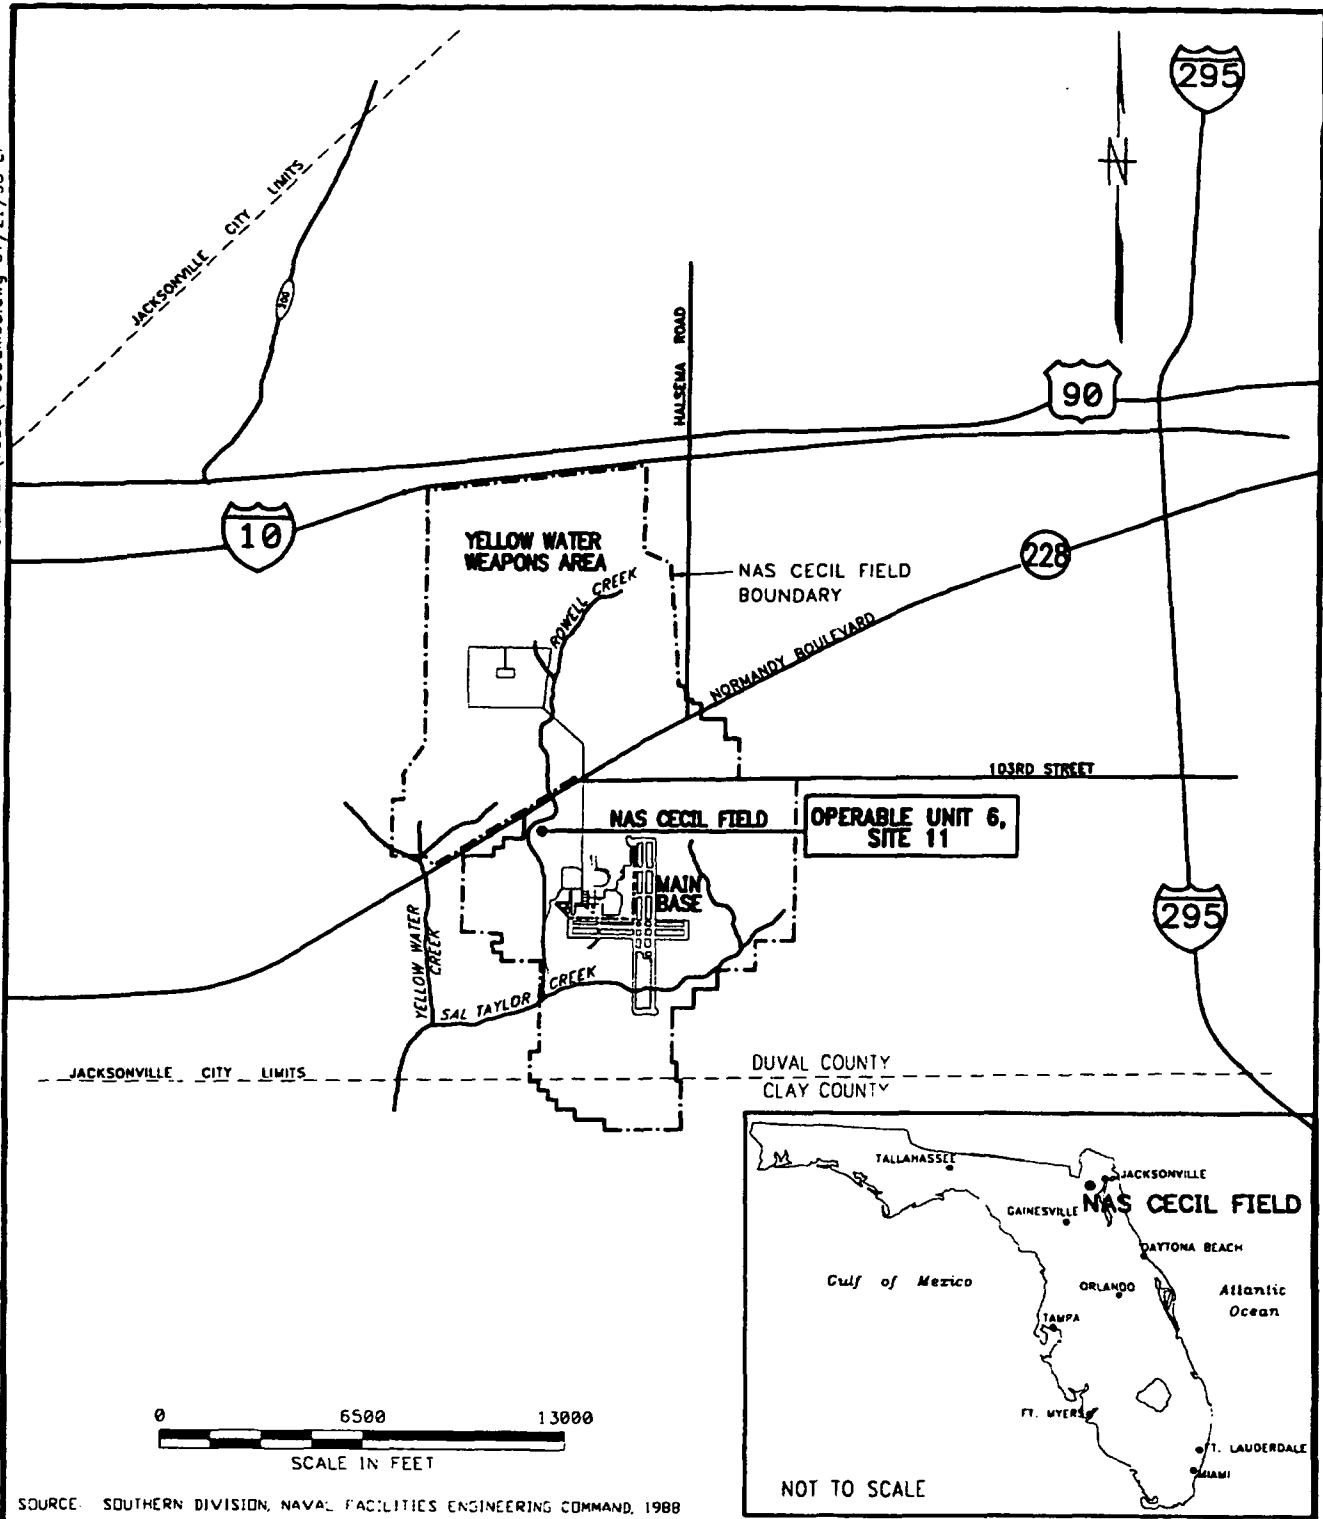 295
JACKSONVILLE CITY LIMITS
N
HALSEMA ROAD
90
10
YELLOW WATER
WEAPONS AREA
ROWELL CREEK
NAS CECIL FIELD
BOUNDARY
228
NORMANDY BOULEVARD
103RD STREET
NAS CECIL FIELD
OPERABLE UNIT 6,
SITE 11
MAIN
BASE
295
YELLOW WATER
CREEK
SAL TAYLOR CREEK
JACKSONVILLE CITY LIMITS
DUVAL COUNTY
CLAY COUNTY
TALLAHASSEE
JACKSONVILLE
NAS CECIL FIELD
GAINESVILLE
DAYTONA BEACH
Gulf of Mexico
ORLANDO
Atlantic
Ocean
TAMPA
FT. MYERS
FT. LAUDERDALE
MIAMI
NOT TO SCALE
0 6500 13000
SCALE IN FEET
SOURCE: SOUTHERN DIVISION, NAVAL FACILITIES ENGINEERING COMMAND, 1988